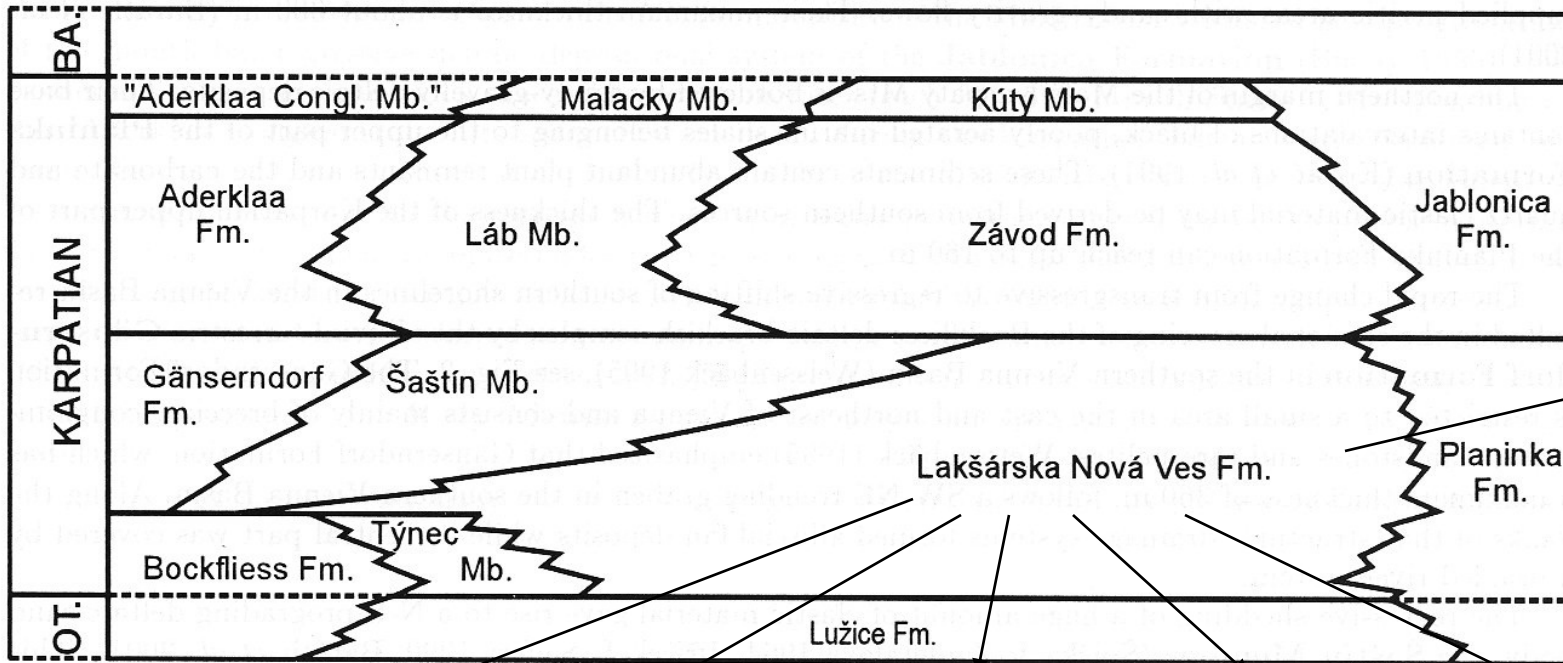 BA.
KARPATIAN
OT.
"Aderklaa Congl. Mb."
Malacky Mb.
Kúty Mb.
Aderklaa
Fm.
Láb Mb.
Závod Fm.
Jablonica
Fm.
Gänserndorf
Fm.
Šaštín Mb.
Lakšárska Nová Ves Fm.
Planinka
Fm.
Týnec
Mb.
Bockfliess Fm.
Lužice Fm.